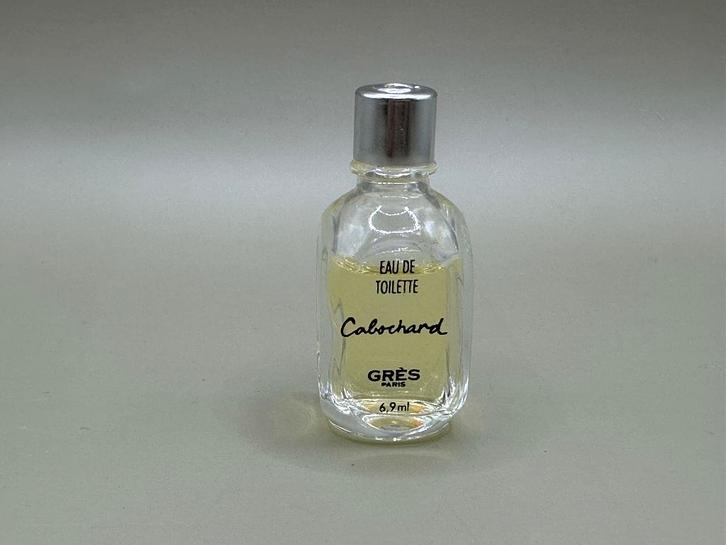 EAU DE
TOILETTE
Cabochard
GRÈS
PARIS
6,9ml